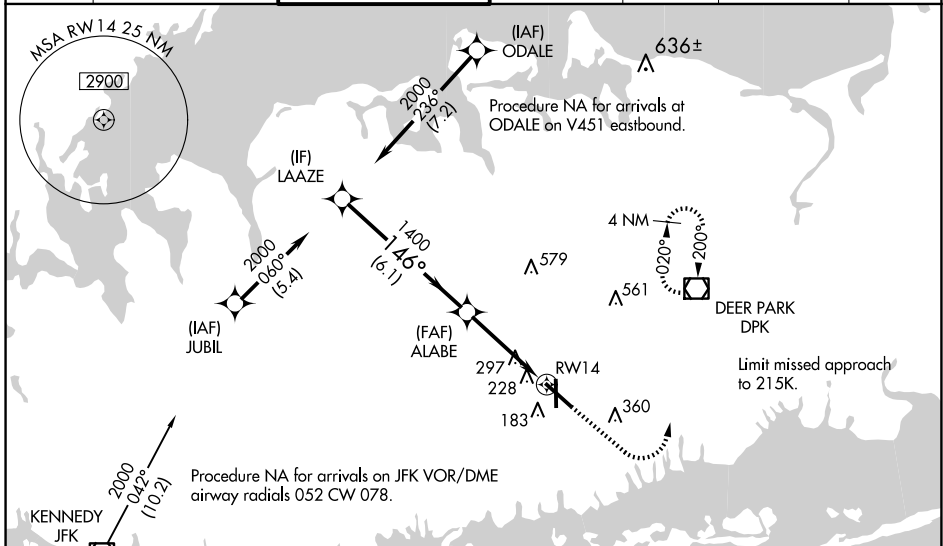 MSA RW14 25 NM
2900
(IAF)
ODALE
636±
2000
236°
(7.2)
Procedure NA for arrivals at
ODALE on V451 eastbound.
(IF)
LAAZE
1400
146°
(6.1)
2000
060°
(5.4)
(IAF)
JUBIL
579
561
4 NM
020°
200°
DEER PARK
DPK
(FAF)
ALABE
297
228
183
RW14
360
Limit missed approach
to 215K.
2000
042°
(10.2)
Procedure NA for arrivals on JFK VOR/DME
airway radials 052 CW 078.
KENNEDY
JFK